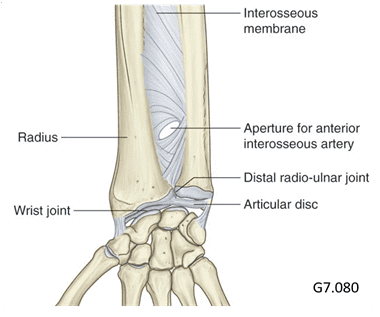 Interosseous
membrane
Radius
Aperture for anterior
interosseous artery
Distal radio-ulnar joint
Wrist joint
Articular disc
G7.080